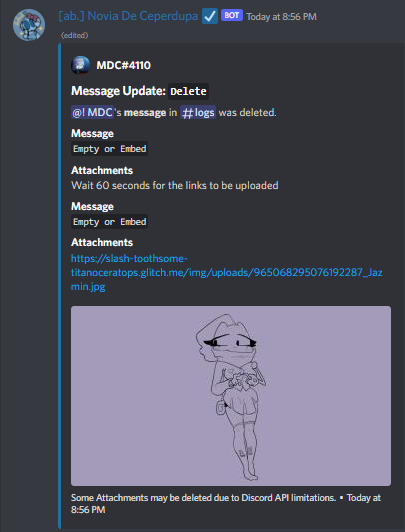 [ab.] Novia De Ceperdupa BOT Today at 8:56 PM
(edited)
MDC#4110
Message Update: Delete
@! MDC's message in #logs was deleted.
Message
Empty or Embed
Attachments
Wait 60 seconds for the links to be uploaded
Message
Empty or Embed
Attachments
https://slash-toothsome-
titanoceratops.glitch.me/img/uploads/965068295076192287_Jaz
min.jpg
Some Attachments may be deleted due to Discord API limitations. • Today at
8:56 PM